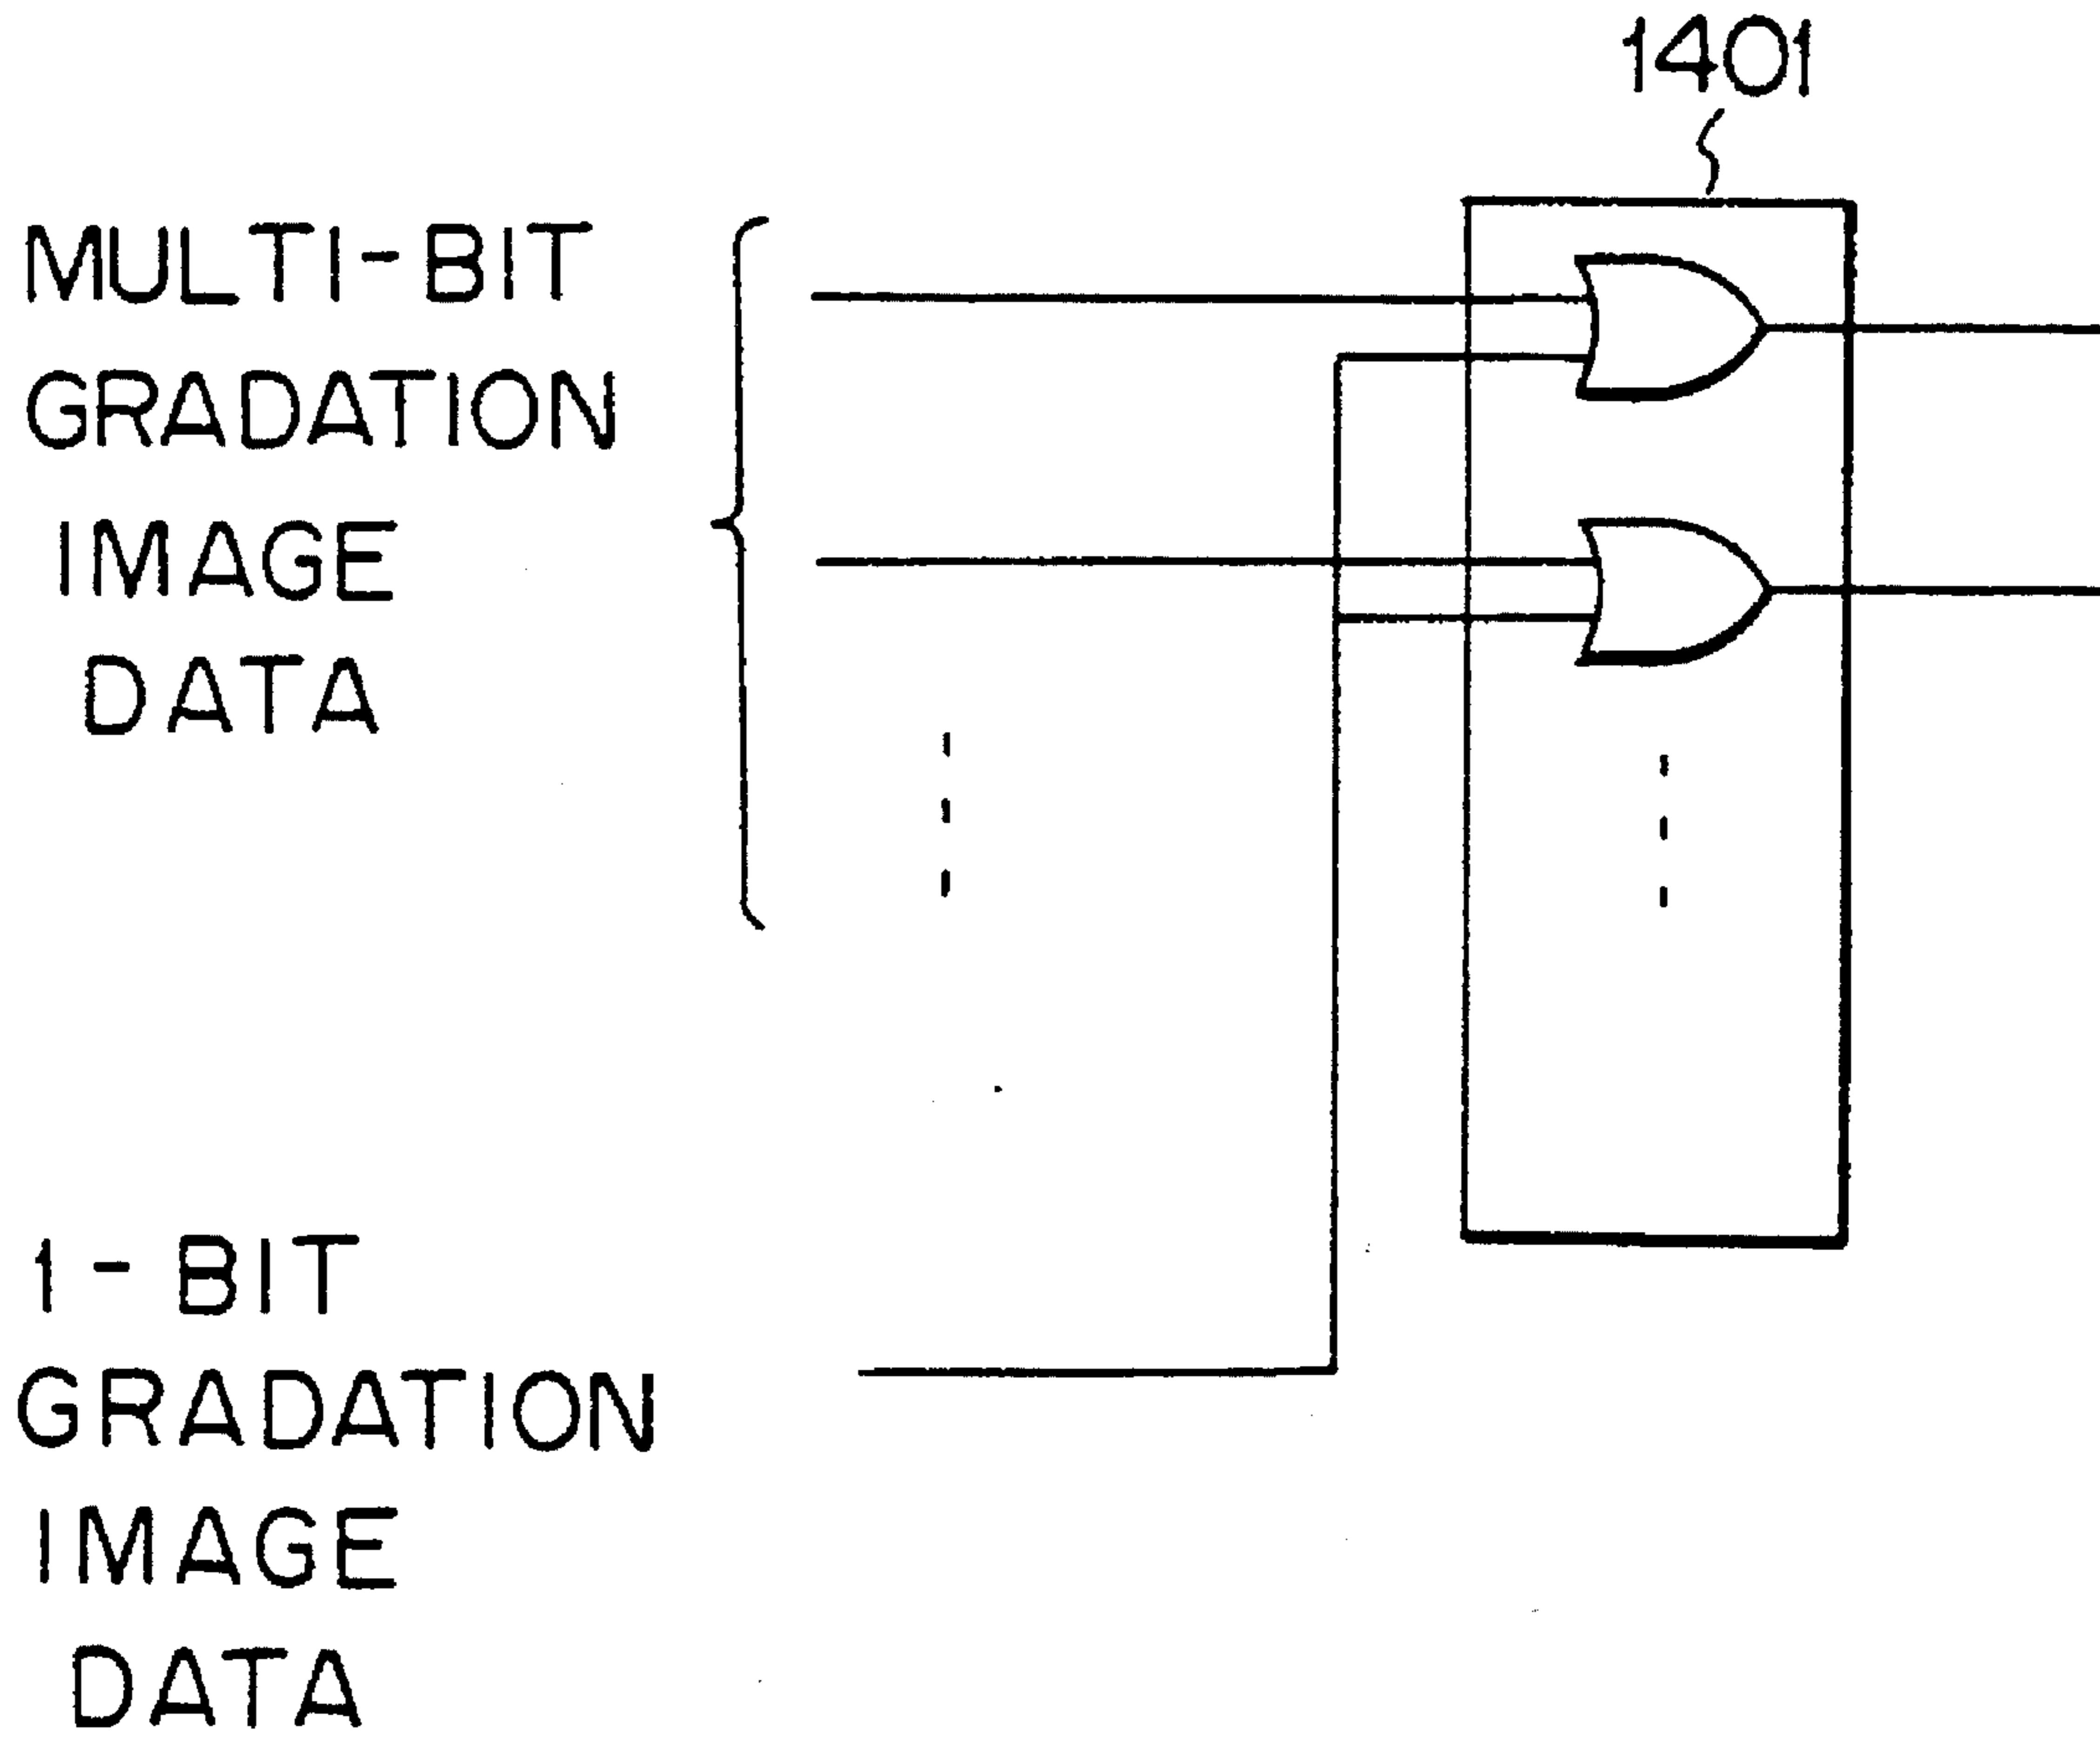 1401
MULTI-BIT
GRADATION
IMAGE
DATA
1-BIT
GRADATION
IMAGE
DATA